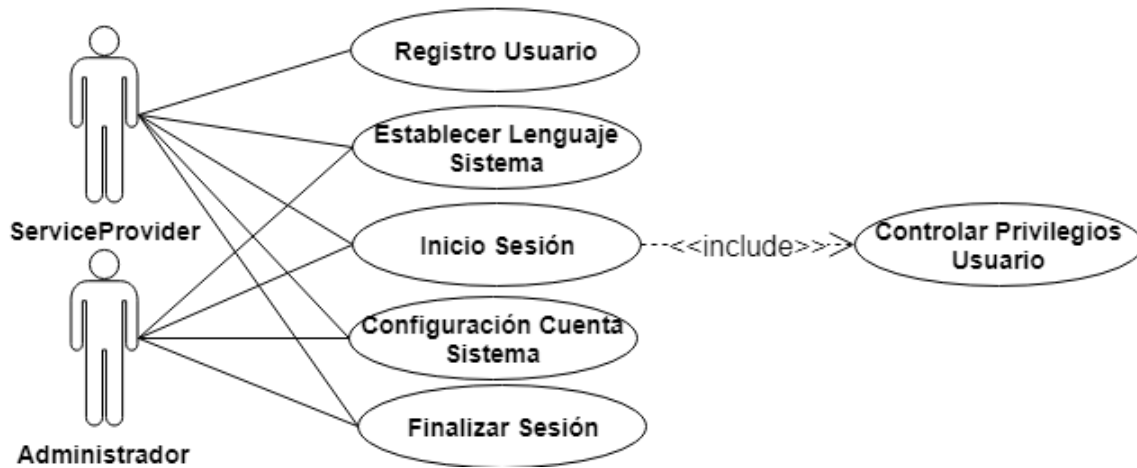 Registro Usuario
Establecer Lenguaje
Sistema
ServiceProvider
Inicio Sesión
<<include>>
Controlar Privilegios
Usuario
Configuración Cuenta
Sistema
Finalizar Sesión
Administrador